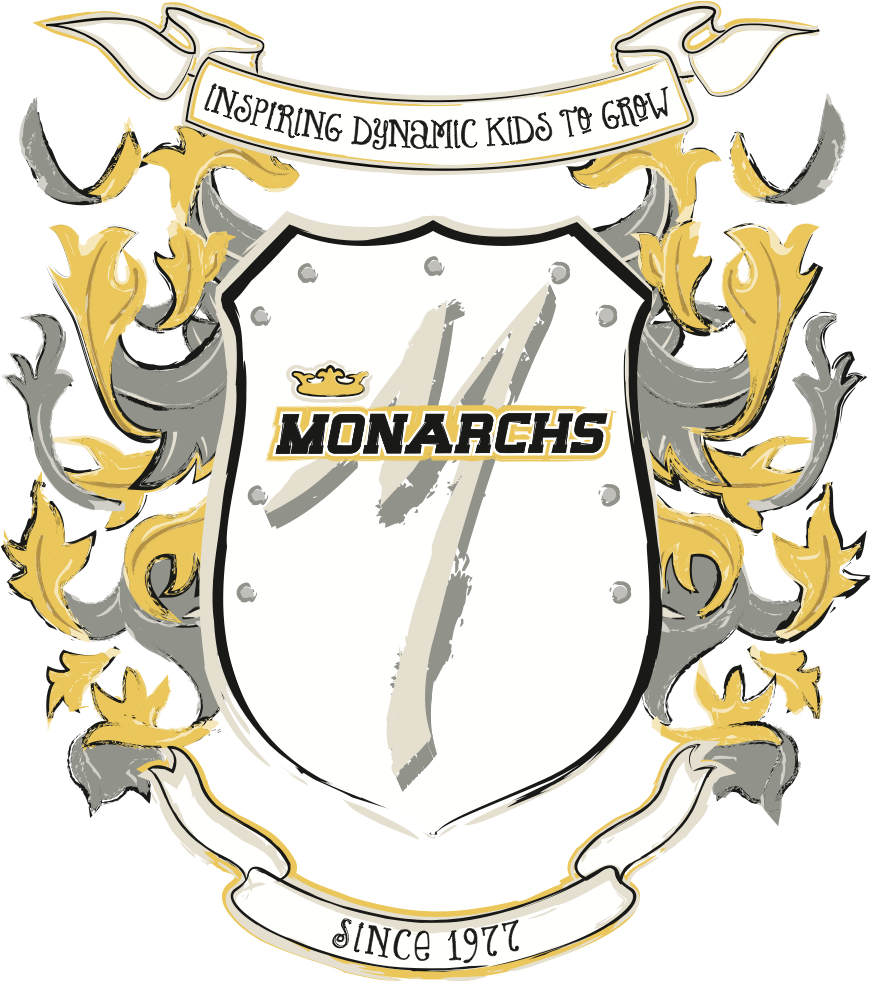 INSPIRING DYNAMIC KIDS TO GROW
M
MONARCHS
SINCE 1977